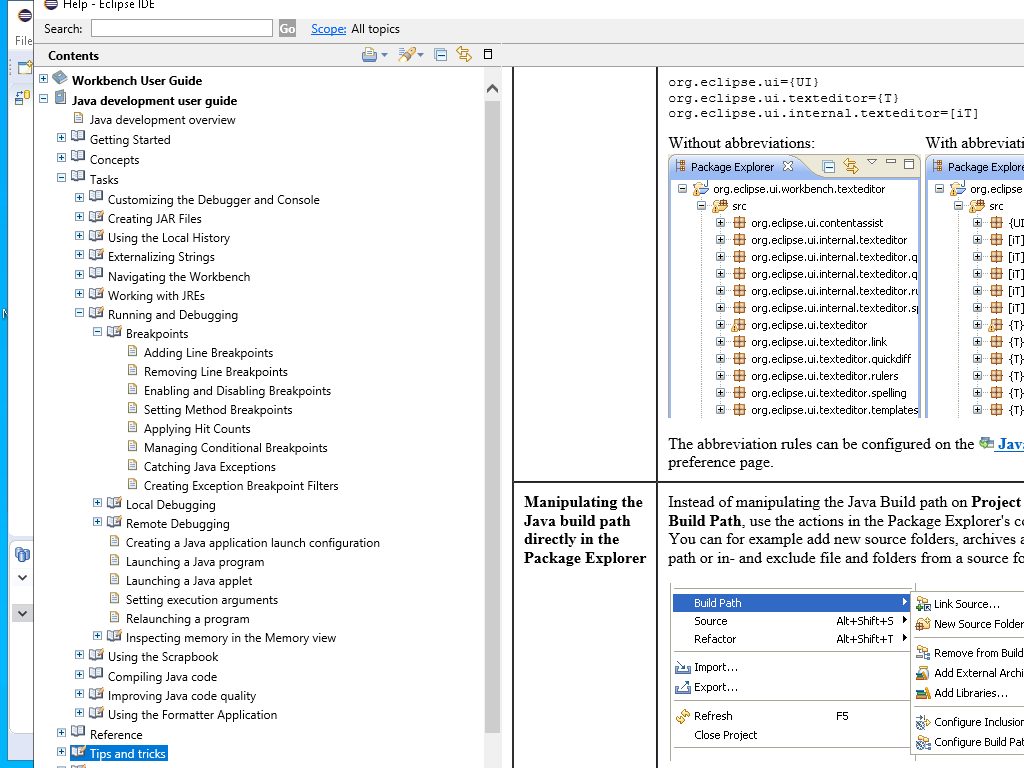 Help - Eclipse IDE
File
Search:
Go
Scope:
All topics
Contents
Workbench User Guide
Java development user guide
Java development overview
Getting Started
Concepts
Tasks
Customizing the Debugger and Console
Creating JAR Files
Using the Local History
Externalizing Strings
Navigating the Workbench
Working with JREs
Running and Debugging
Breakpoints
Adding Line Breakpoints
Removing Line Breakpoints
Enabling and Disabling Breakpoints
Setting Method Breakpoints
Applying Hit Counts
Managing Conditional Breakpoints
Catching Java Exceptions
Creating Exception Breakpoint Filters
Local Debugging
Remote Debugging
Creating a Java application launch configuration
Launching a Java program
Launching a Java applet
Setting execution arguments
Relaunching a program
Inspecting memory in the Memory view
Using the Scrapbook
Compiling Java code
Improving Java code quality
Using the Formatter Application
Reference
Tips and tricks
org.eclipse.ui={UI}
org.eclipse.ui.texteditor={T}
org.eclipse.ui.internal.texteditor=[iT]
Without abbreviations:
Package Explorer
org.eclipse.ui.workbench.texteditor
src
org.eclipse.ui.contentassist
org.eclipse.ui.internal.texteditor
org.eclipse.ui.internal.texteditor.q
org.eclipse.ui.internal.texteditor.q
org.eclipse.ui.internal.texteditor.ru
org.eclipse.ui.internal.texteditor.sp
org.eclipse.ui.texteditor
org.eclipse.ui.texteditor.link
org.eclipse.ui.texteditor.quickdiff
org.eclipse.ui.texteditor.rulers
org.eclipse.ui.texteditor.spelling
org.eclipse.ui.texteditor.templates
With abbreviati
Package Explore
org.eclipse
src
{UI
[iT]
[iT]
[iT]
[iT]
[iT]
{T}
{T}
{T}
{T}
{T}
{T}
The abbreviation rules can be configured on the Java
preference page.
Manipulating the
Java build path
directly in the
Package Explorer
Instead of manipulating the Java Build path on Project
Build Path, use the actions in the Package Explorer's co
You can for example add new source folders, archives a
path or in- and exclude file and folders from a source fo
Build Path
Source Alt+Shift+S
Refactor Alt+Shift+T
Import...
Export...
Refresh F5
Close Project
Link Source...
New Source Folder
Remove from Build
Add External Archi
Add Libraries...
Configure Inclusion
Configure Build Pat